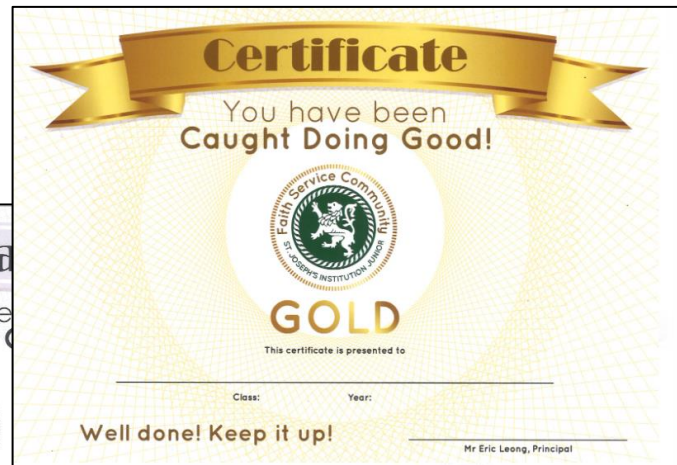 Certificate
You have been
Caught Doing Good!
Faith Service Community
ST. JOSEPH'S INSTITUTION JUNIOR
GOLD
This certificate is presented to
Class: Year:
Well done! Keep it up!
Mr Eric Leong, Principal